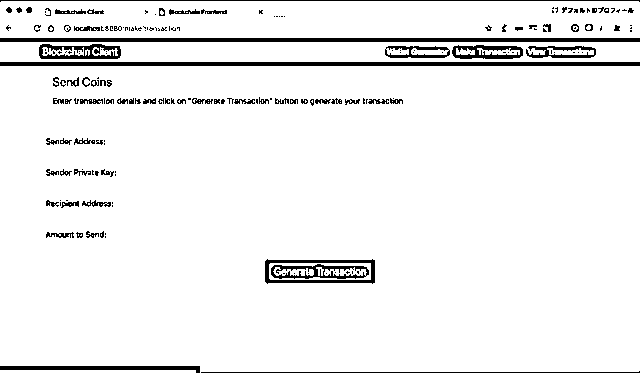 Blockchain Client
Blockchain Frontend
デフォルトのプロフィール
localhost:8080/make/transaction
Blockchain Client
Wallet Generator
Make Transaction
View Transactions
Send Coins
Enter transaction details and click on "Generate Transaction" button to generate your transaction
Sender Address:
Sender Private Key:
Recipient Address:
Amount to Send:
Generate Transaction